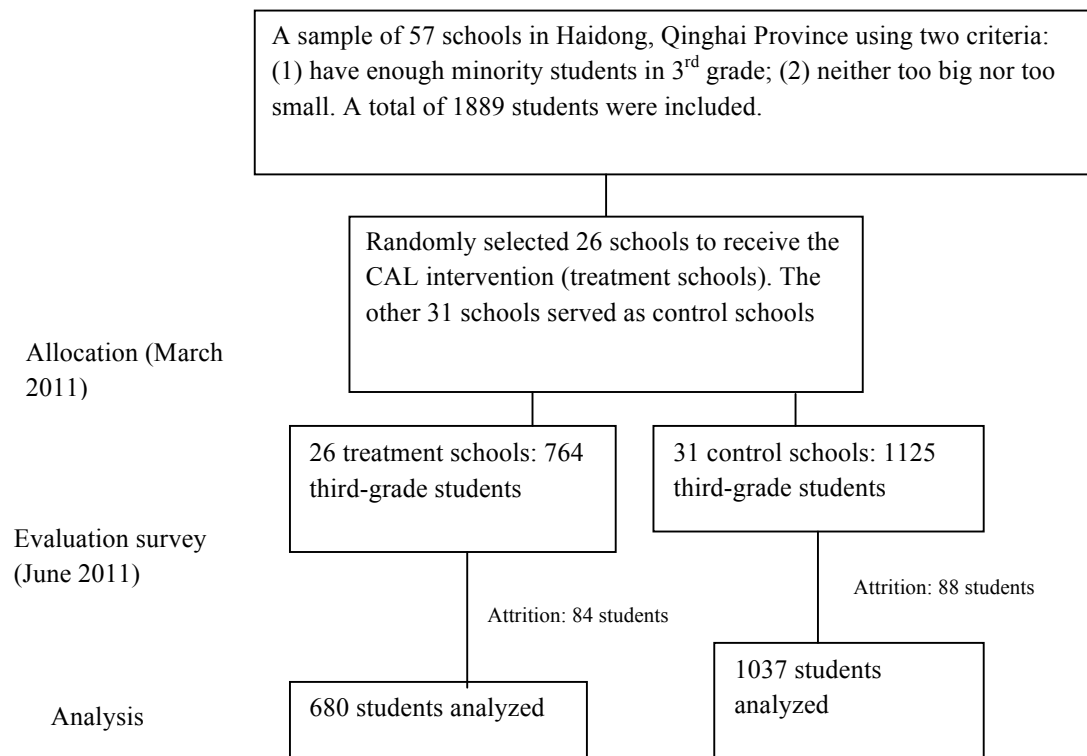 A sample of 57 schools in Haidong, Qinghai Province using two criteria:
(1) have enough minority students in 3rd grade; (2) neither too big nor too
small. A total of 1889 students were included.
Randomly selected 26 schools to receive the
CAL intervention (treatment schools). The
other 31 schools served as control schools
Allocation (March
2011)
26 treatment schools: 764
third-grade students
31 control schools: 1125
third-grade students
Evaluation survey
(June 2011)
Attrition: 84 students
Attrition: 88 students
Analysis
680 students analyzed
1037 students
analyzed